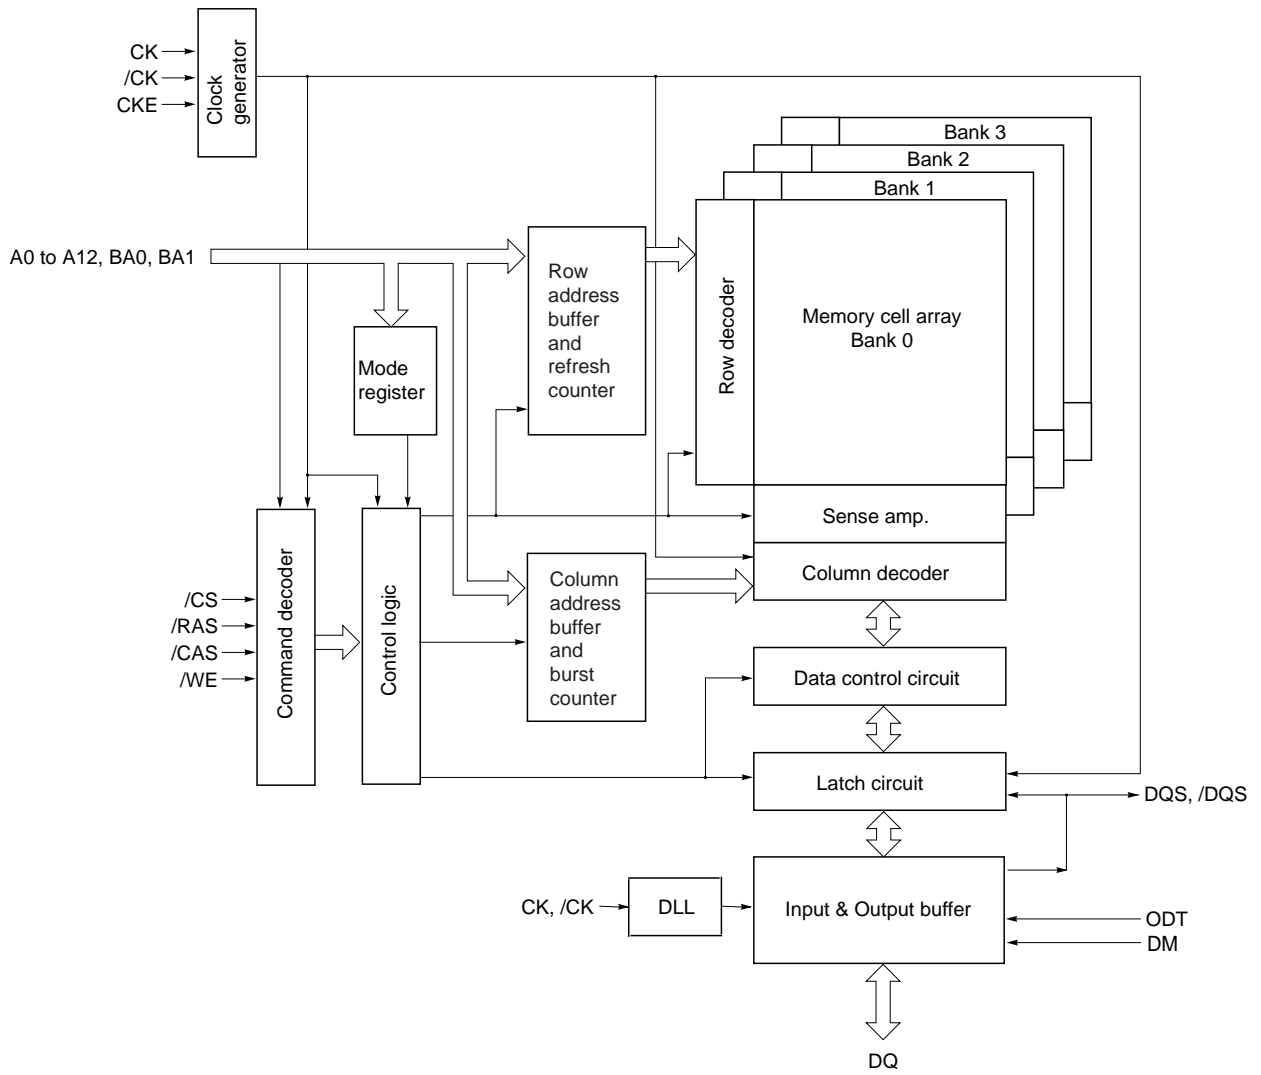 CK
/CK
CKE
Clock
generator
Bank 3
Bank 2
Bank 1
A0 to A12, BA0, BA1
Row
address
buffer
and
refresh
counter
Row decoder
Memory cell array
Bank 0
Mode
register
Sense amp.
Column decoder
Command decoder
Control logic
Column
address
buffer
and
burst
counter
/CS
/RAS
/CAS
/WE
Data control circuit
Latch circuit
DQS, /DQS
CK, /CK
DLL
Input & Output buffer
ODT
DM
DQ